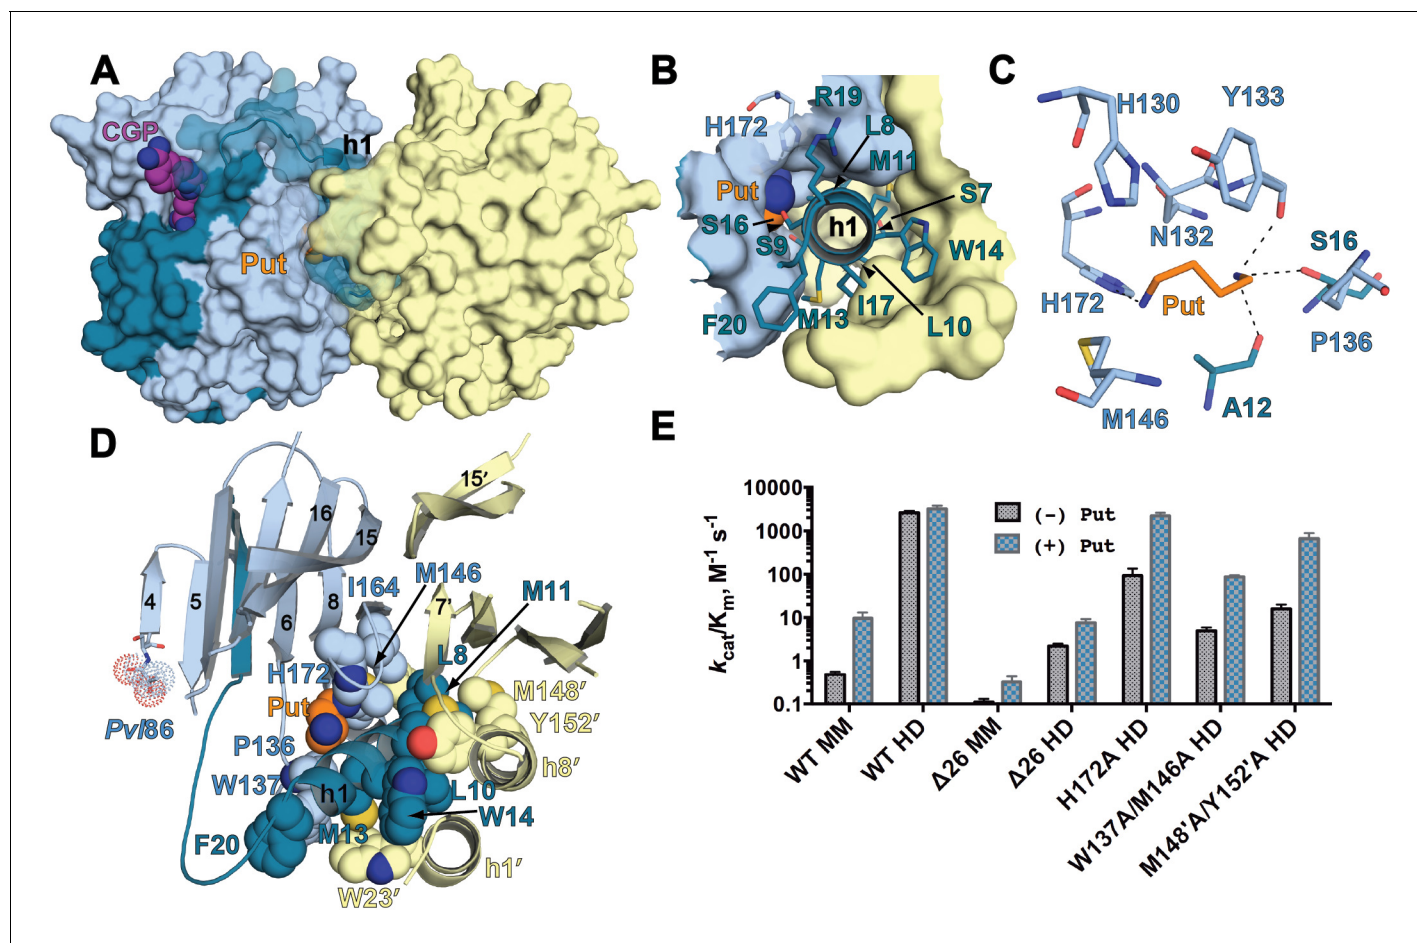 A
CGP
h1
Put
B
R19
L8
H172
M11
Put
S7
S16
h1
S9
W14
F20
M13
I17
L10
C
H130
Y133
N132
S16
H172
Put
P136
M146
A12
D
15′
16
15
4
5
I164
M146
M11
8
7′
6
L8
H172
M148′
Put
Y152′
Pvl86
P136
h8′
W137
L10
h1
W14
F20
M13
h1′
W23′
E
kcat/Km, M-1 s-1
10000
1000
100
10
1
0.1
(-) Put
(+) Put
WT MM
WT HD
Δ26 MM
Δ26 HD
H172A HD
W137A/M146A HD
M148'A/Y152'A HD